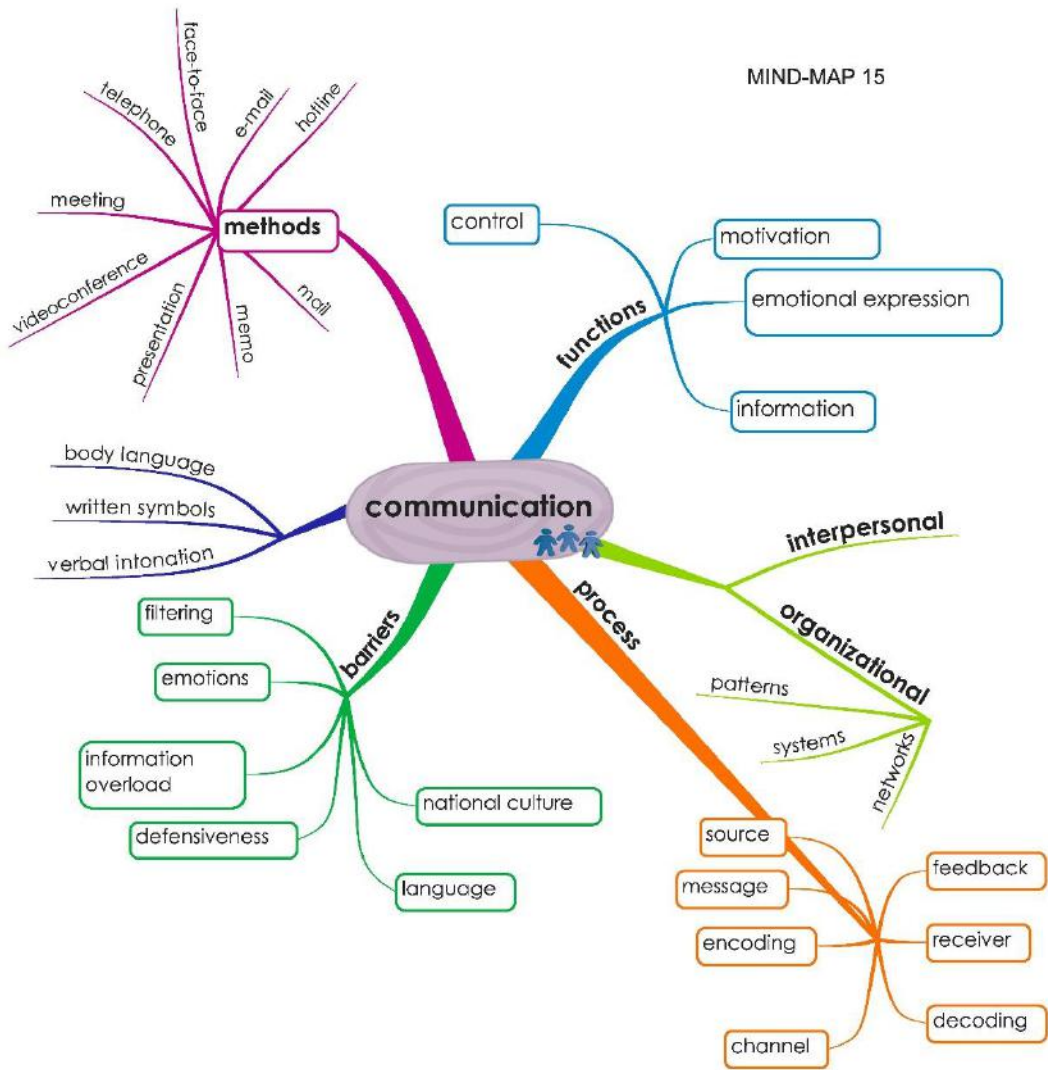 MIND-MAP 15
face-to-face
telephone
e-mail
hotline
meeting
methods
videoconference
presentation
memo
mail
control
motivation
emotional expression
functions
information
body language
written symbols
verbal intonation
communication
interpersonal
organizational
patterns
systems
networks
process
barriers
filtering
emotions
information
overload
defensiveness
national culture
language
source
message
encoding
channel
feedback
receiver
decoding